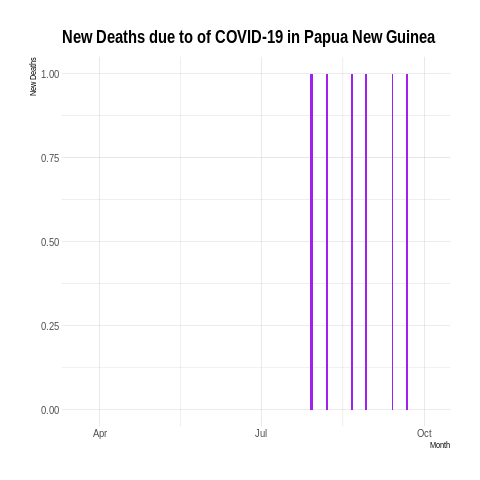 New Deaths due to of COVID-19 in Papua New Guinea
New Deaths
1.00
0.75
0.50
0.25
0.00
Apr Jul Oct
Month